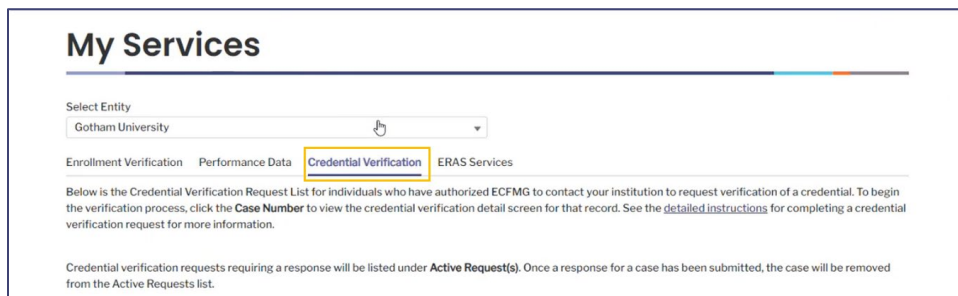 My Services
Select Entity
Gotham University
Enrollment Verification Performance Data Credential Verification ERAS Services
Below is the Credential Verification Request List for individuals who have authorized ECFMG to contact your institution to request verification of a credential. To begin
the verification process, click the Case Number to view the credential verification detail screen for that record. See the detailed instructions for completing a credential
verification request for more information.
Credential verification requests requiring a response will be listed under Active Request(s). Once a response for a case has been submitted, the case will be removed
from the Active Requests list.